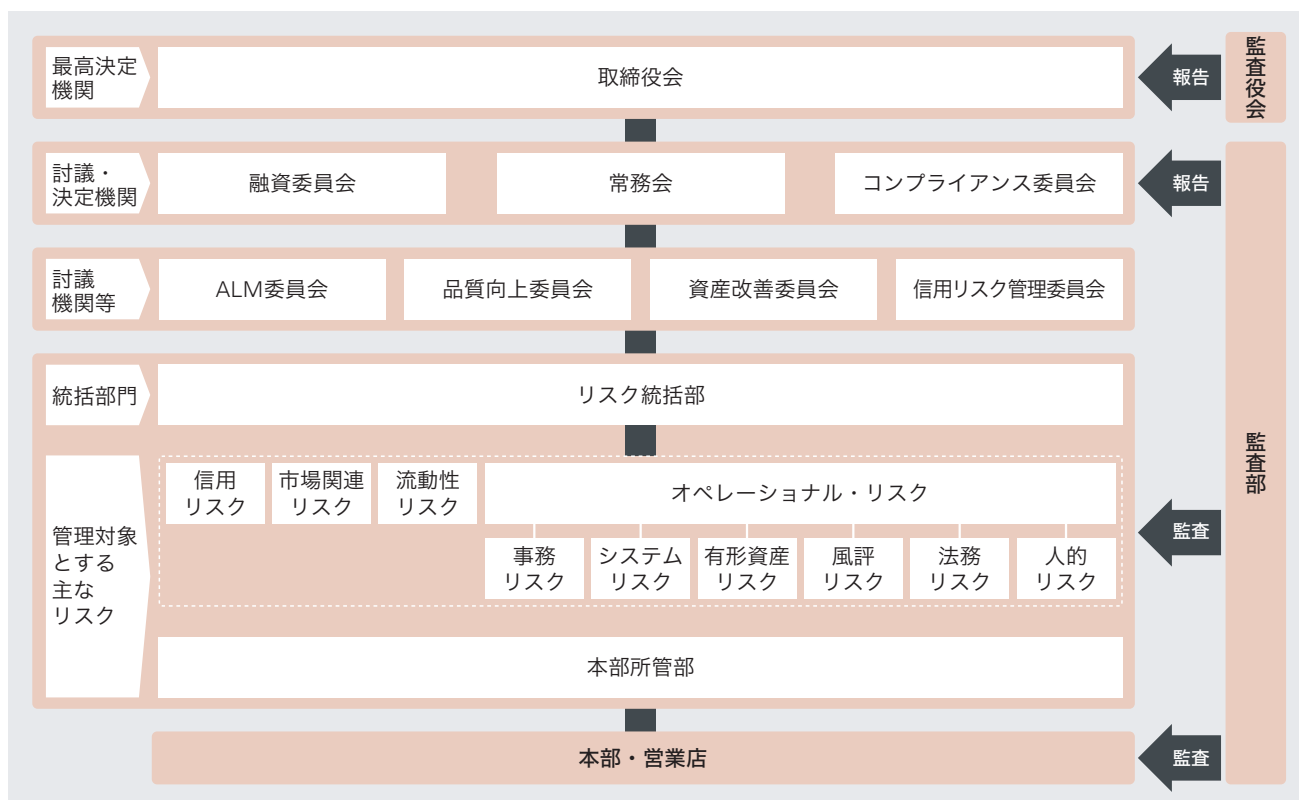 最高決定
機関
取締役会
報告
監査役会
討議・
決定機関
融資委員会
常務会
コンプライアンス委員会
報告
討議
機関等
ALM委員会
品質向上委員会
資産改善委員会
信用リスク管理委員会
統括部門
リスク統括部
監査部
管理対象
とする
主な
リスク
信用
リスク
市場関連
リスク
流動性
リスク
オペレーショナル・リスク
事務
リスク
システム
リスク
有形資産
リスク
風評
リスク
法務
リスク
人的
リスク
監査
本部所管部
本部・営業店
監査